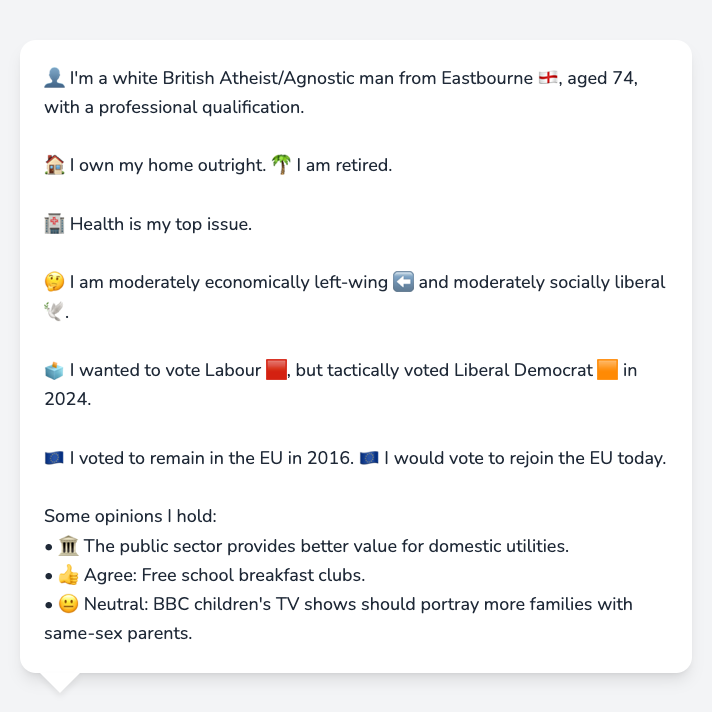 👤 I'm a white British Atheist/Agnostic man from Eastbourne 🏴󠁧󠁢󠁥󠁮󠁧󠁿, aged 74,
with a professional qualification.
🏠 I own my home outright. 🌴 I am retired.
🏥 Health is my top issue.
🤔 I am moderately economically left-wing ⬅️ and moderately socially liberal
🕊️.
🗳️ I wanted to vote Labour 🟥, but tactically voted Liberal Democrat 🟧 in
2024.
🇪🇺 I voted to remain in the EU in 2016. 🇪🇺 I would vote to rejoin the EU today.
Some opinions I hold:
• 🏛️ The public sector provides better value for domestic utilities.
• 👍 Agree: Free school breakfast clubs.
• 😐 Neutral: BBC children's TV shows should portray more families with
same-sex parents.